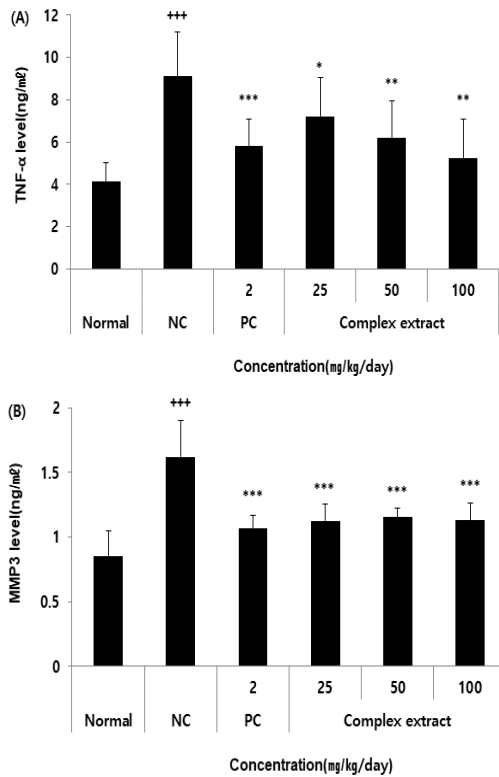 (A)
TNF-α level(ng/㎖)
12
10
8
6
4
2
0
+++
***
*
**
**
2 25 50 100
Normal NC PC Complex extract
Concentration(㎎/kg/day)
(B)
MMP3 level(ng/㎖)
2
1.5
1
0.5
0
+++
***
***
***
***
2 25 50 100
Normal NC PC Complex extract
Concentration(㎎/kg/day)